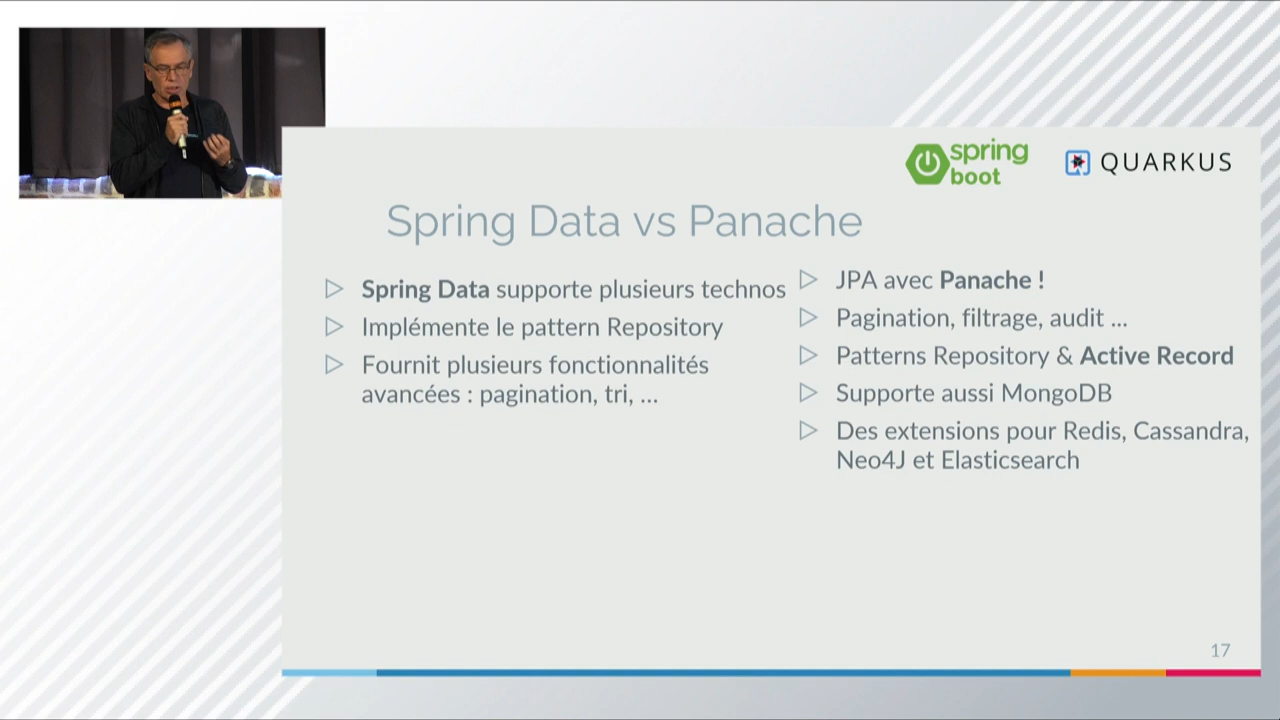 spring
boot
QUARKUS
Spring Data vs Panache
Spring Data supporte plusieurs technos
Implémente le pattern Repository
Fournit plusieurs fonctionnalités
avancées : pagination, tri, ...
JPA avec Panache !
Pagination, filtrage, audit ...
Patterns Repository & Active Record
Supporte aussi MongoDB
Des extensions pour Redis, Cassandra,
Neo4J et Elasticsearch
17